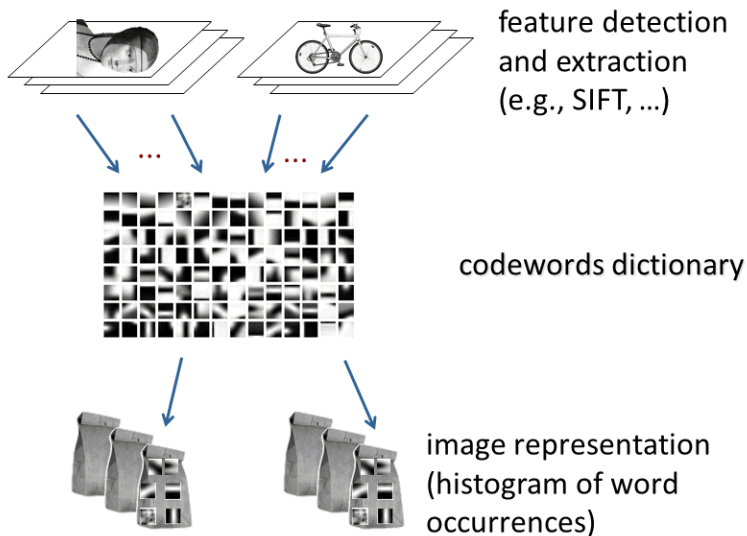 feature detection
and extraction
(e.g., SIFT, ...)
... ...
codewords dictionary
image representation
(histogram of word
occurrences)